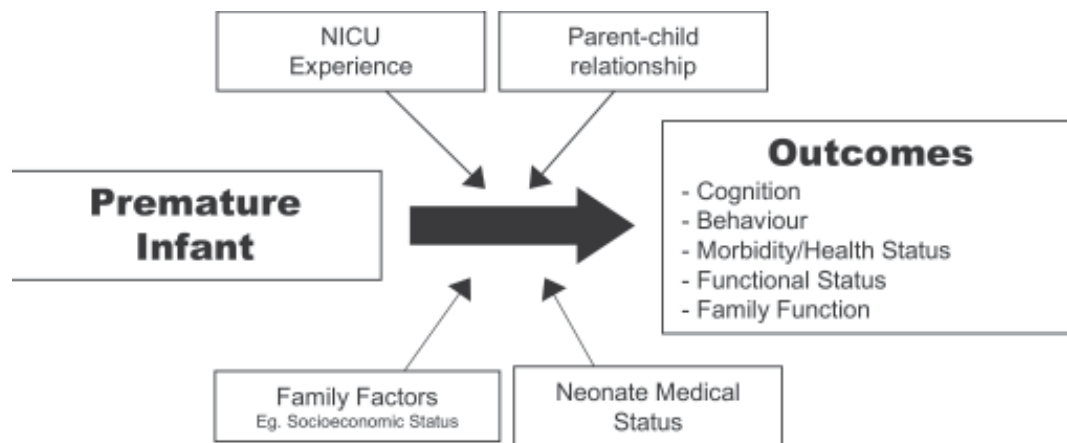 NICU
Experience
Parent-child
relationship
Premature
Infant
Outcomes
- Cognition
- Behaviour
- Morbidity/Health Status
- Functional Status
- Family Function
Family Factors
Eg. Socioeconomic Status
Neonate Medical
Status